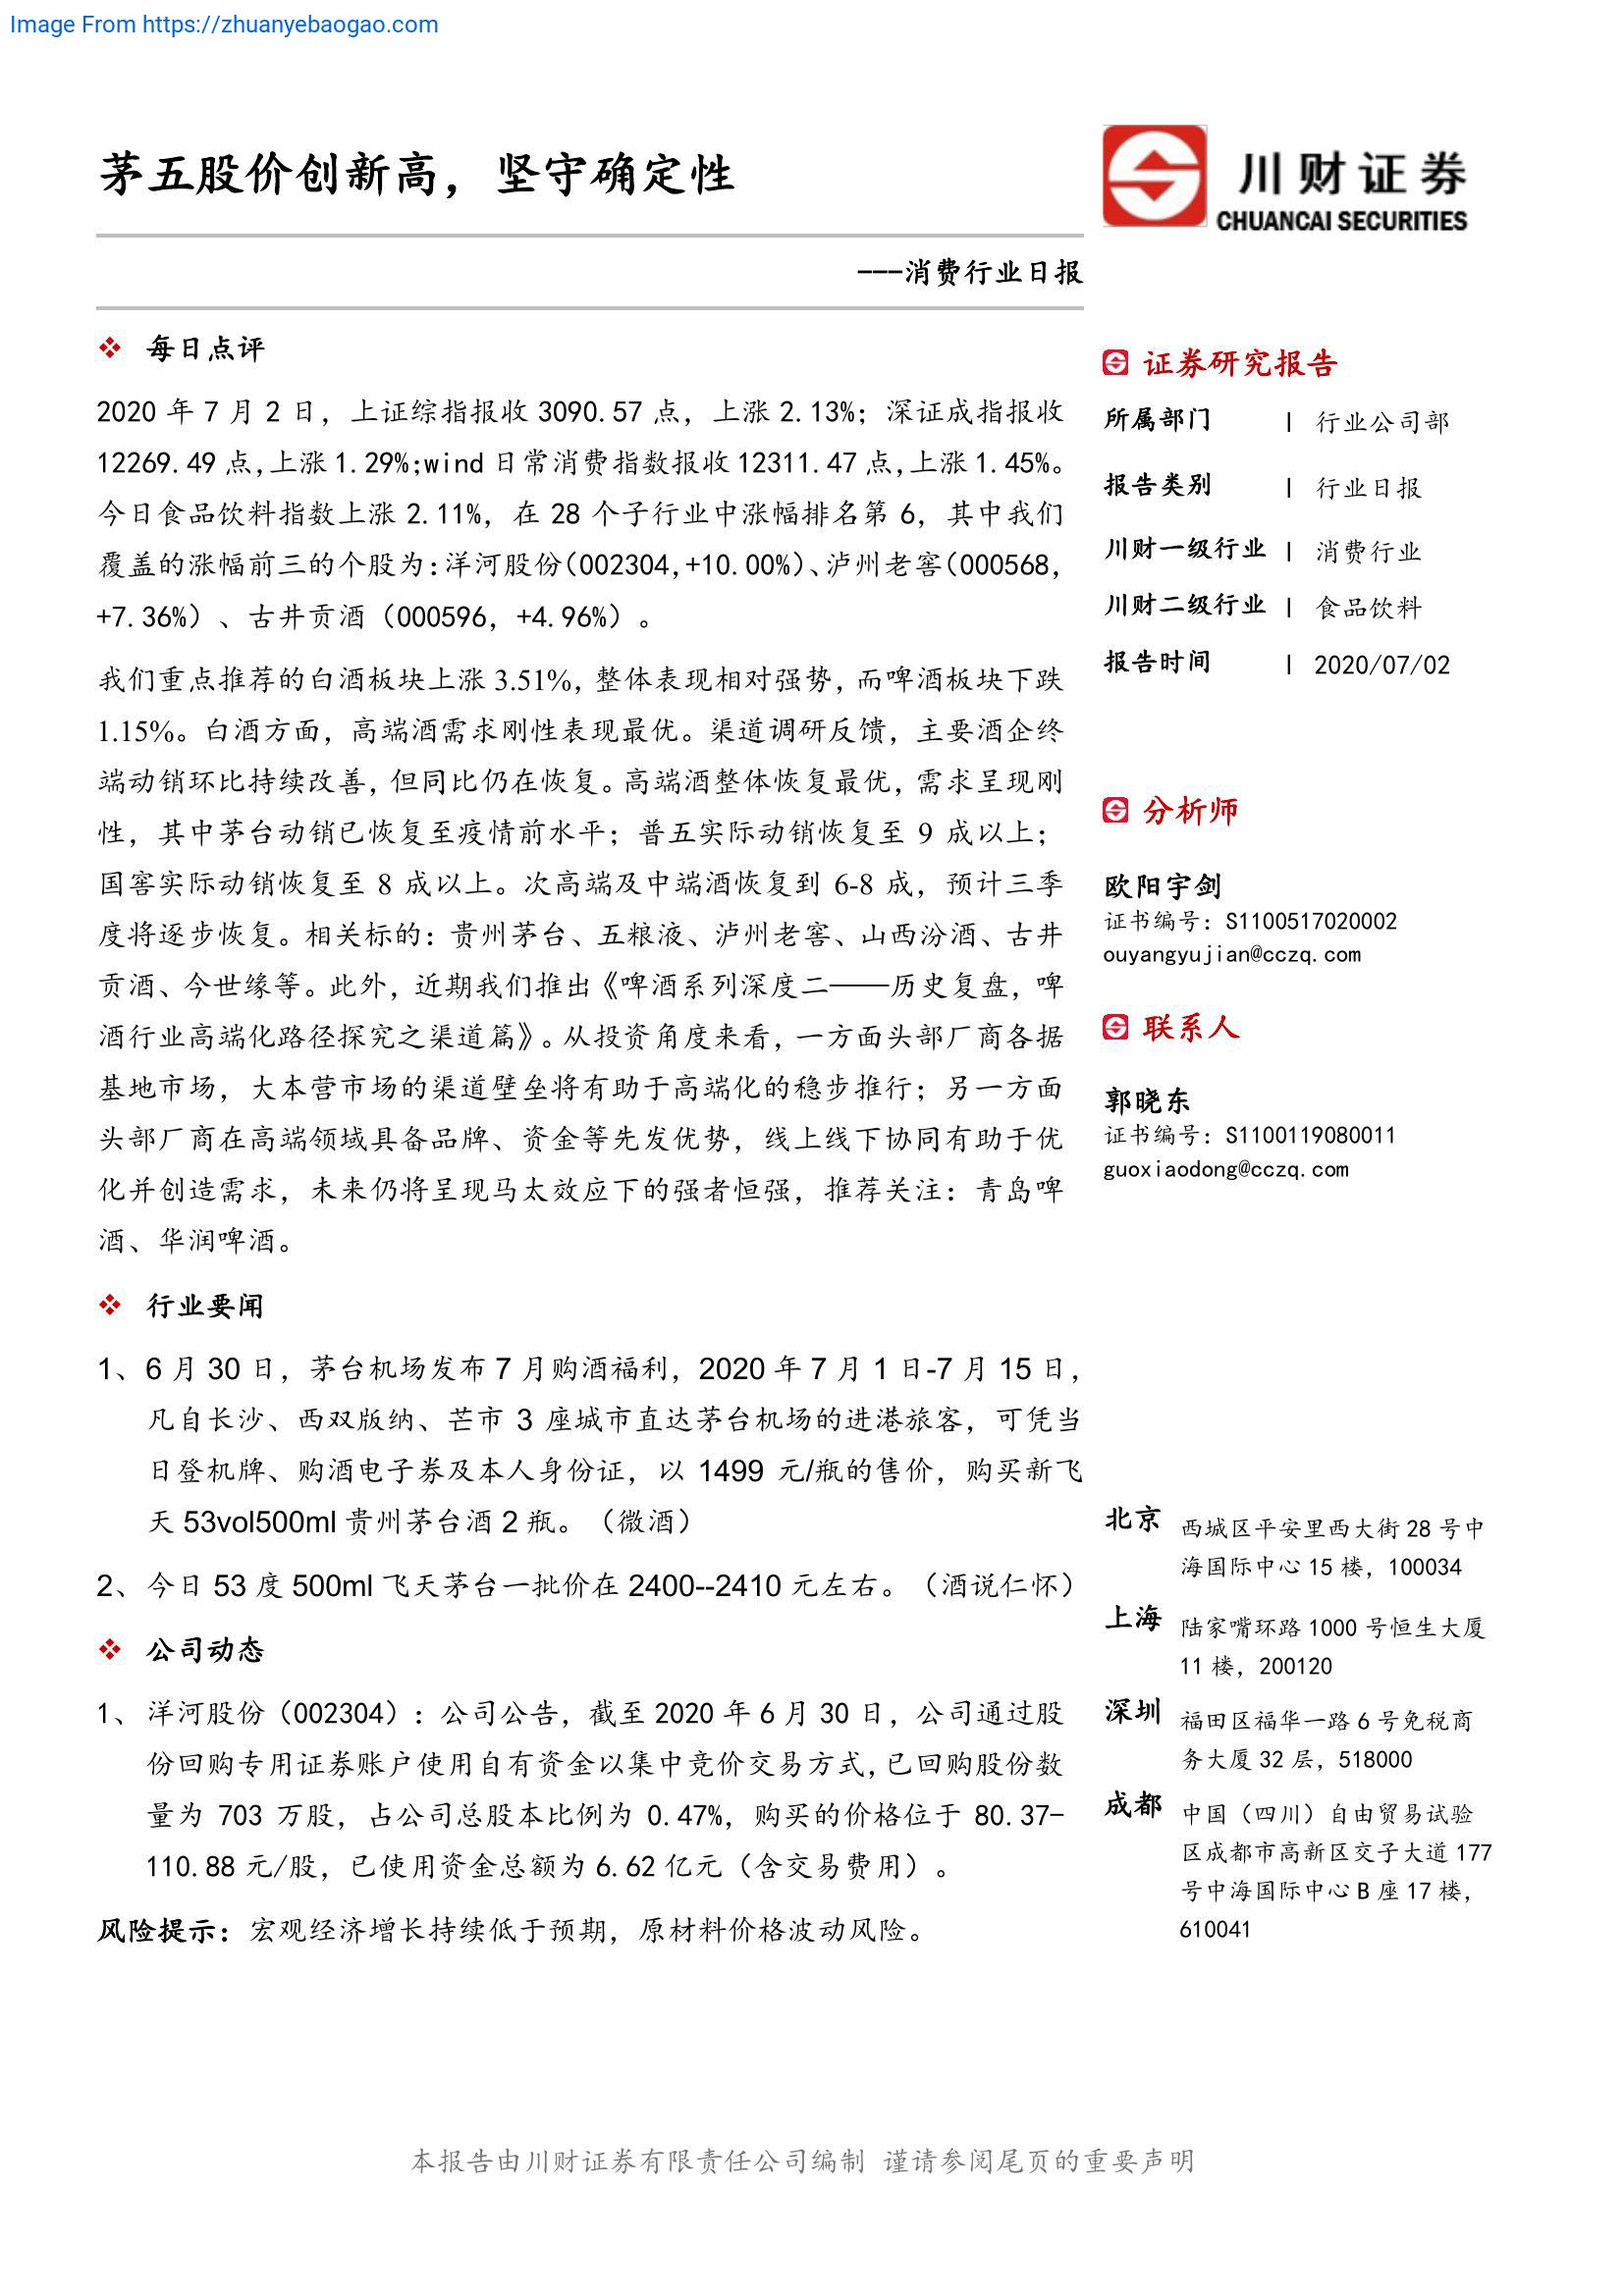 Image From https://zhuanyebaogao.com
茅五股价创新高，坚守确定性
川财证券
CHUANCAI SECURITIES
---消费行业日报
❖ 每日点评
2020 年 7 月 2 日，上证综指报收 3090.57 点，上涨 2.13%；深证成指报收
12269.49 点,上涨 1.29%;wind 日常消费指数报收 12311.47 点,上涨 1.45%。
今日食品饮料指数上涨 2.11%，在 28 个子行业中涨幅排名第 6，其中我们
覆盖的涨幅前三的个股为:洋河股份(002304,+10.00%)、泸州老窖(000568,
+7.36%）、古井贡酒（000596，+4.96%）。
我们重点推荐的白酒板块上涨 3.51%，整体表现相对强势，而啤酒板块下跌
1.15%。白酒方面，高端酒需求刚性表现最优。渠道调研反馈，主要酒企终
端动销环比持续改善，但同比仍在恢复。高端酒整体恢复最优，需求呈现刚
性，其中茅台动销已恢复至疫情前水平；普五实际动销恢复至 9 成以上；
国窖实际动销恢复至 8 成以上。次高端及中端酒恢复到 6-8 成，预计三季
度将逐步恢复。相关标的：贵州茅台、五粮液、泸州老窖、山西汾酒、古井
贡酒、今世缘等。此外，近期我们推出《啤酒系列深度二——历史复盘，啤
酒行业高端化路径探究之渠道篇》。从投资角度来看，一方面头部厂商各据
基地市场，大本营市场的渠道壁垒将有助于高端化的稳步推行；另一方面
头部厂商在高端领域具备品牌、资金等先发优势，线上线下协同有助于优
化并创造需求，未来仍将呈现马太效应下的强者恒强，推荐关注：青岛啤
酒、华润啤酒。
❖ 行业要闻
1、6 月 30 日，茅台机场发布 7 月购酒福利，2020 年 7 月 1 日-7 月 15 日，
凡自长沙、西双版纳、芒市 3 座城市直达茅台机场的进港旅客，可凭当
日登机牌、购酒电子券及本人身份证，以 1499 元/瓶的售价，购买新飞
天 53vol500ml 贵州茅台酒 2 瓶。（微酒）
2、今日 53 度 500ml 飞天茅台一批价在 2400--2410 元左右。（酒说仁怀）
❖ 公司动态
1、洋河股份（002304）：公司公告，截至 2020 年 6 月 30 日，公司通过股
份回购专用证券账户使用自有资金以集中竞价交易方式,已回购股份数
量为 703 万股，占公司总股本比例为 0.47%，购买的价格位于 80.37-
110.88 元/股，已使用资金总额为 6.62 亿元（含交易费用）。
风险提示：宏观经济增长持续低于预期，原材料价格波动风险。
证券研究报告
所属部门 | 行业公司部
报告类别 | 行业日报
川财一级行业 | 消费行业
川财二级行业 | 食品饮料
报告时间 | 2020/07/02
分析师
欧阳宇剑
证书编号：S1100517020002
ouyangyujian@cczq.com
联系人
郭晓东
证书编号：S1100119080011
guoxiaodong@cczq.com
北京 西城区平安里西大街 28 号中
海国际中心 15 楼，100034
上海 陆家嘴环路 1000 号恒生大厦
11 楼，200120
深圳 福田区福华一路 6 号免税商
务大厦 32 层，518000
成都 中国（四川）自由贸易试验
区成都市高新区交子大道 177
号中海国际中心 B 座 17 楼，
610041
本报告由川财证券有限责任公司编制 谨请参阅尾页的重要声明